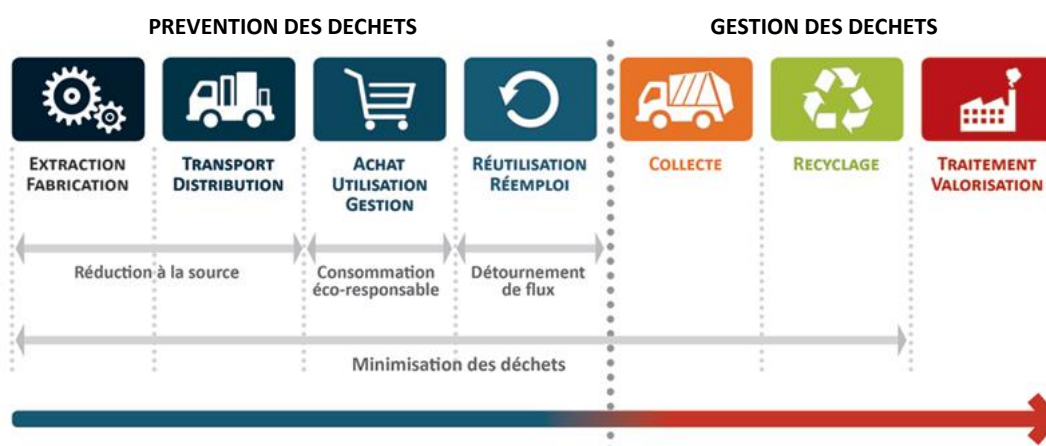 PREVENTION DES DECHETS
GESTION DES DECHETS
EXTRACTION
FABRICATION
TRANSPORT
DISTRIBUTION
ACHAT
UTILISATION
GESTION
RÉUTILISATION
RÉEMPLOI
COLLECTE
RECYCLAGE
TRAITEMENT
VALORISATION
Réduction à la source
Consommation
éco-responsable
Détournement
de flux
Minimisation des déchets